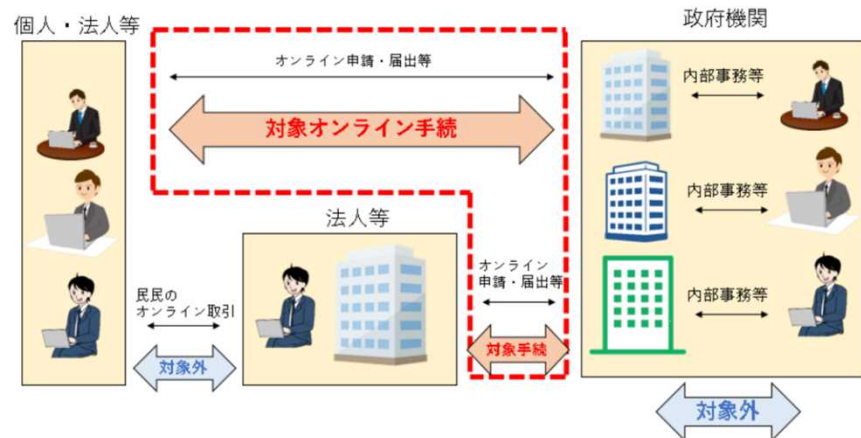 個人・法人等
政府機関
オンライン申請・届出等
対象オンライン手続
内部事務等
内部事務等
内部事務等
法人等
オンライン
申請・届出等
民民の
オンライン取引
対象外
対象手続
対象外